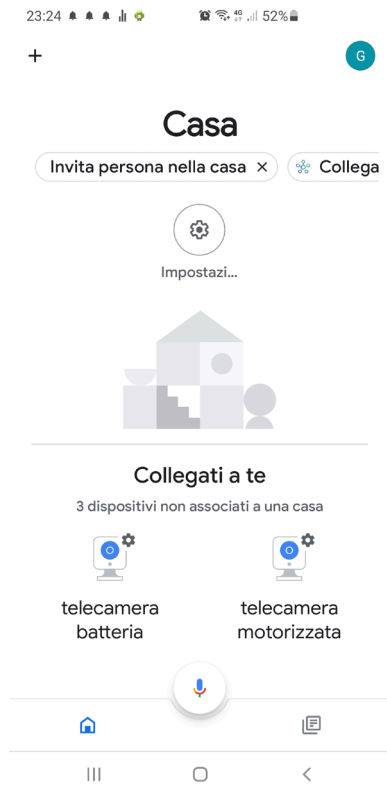 23:24 4G 52%
G
Casa
Invita persona nella casa Collega
Impostazi...
Collegati a te
3 dispositivi non associati a una casa
telecamera batteria
telecamera motorizzata